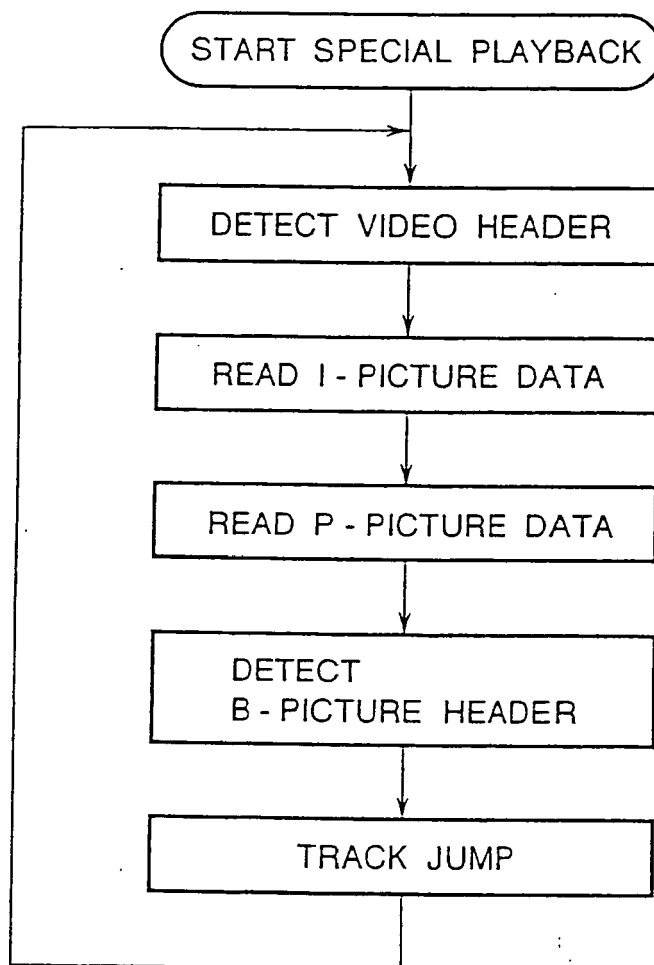 START SPECIAL PLAYBACK
DETECT VIDEO HEADER
READ I - PICTURE DATA
READ P - PICTURE DATA
DETECT
B - PICTURE HEADER
TRACK JUMP